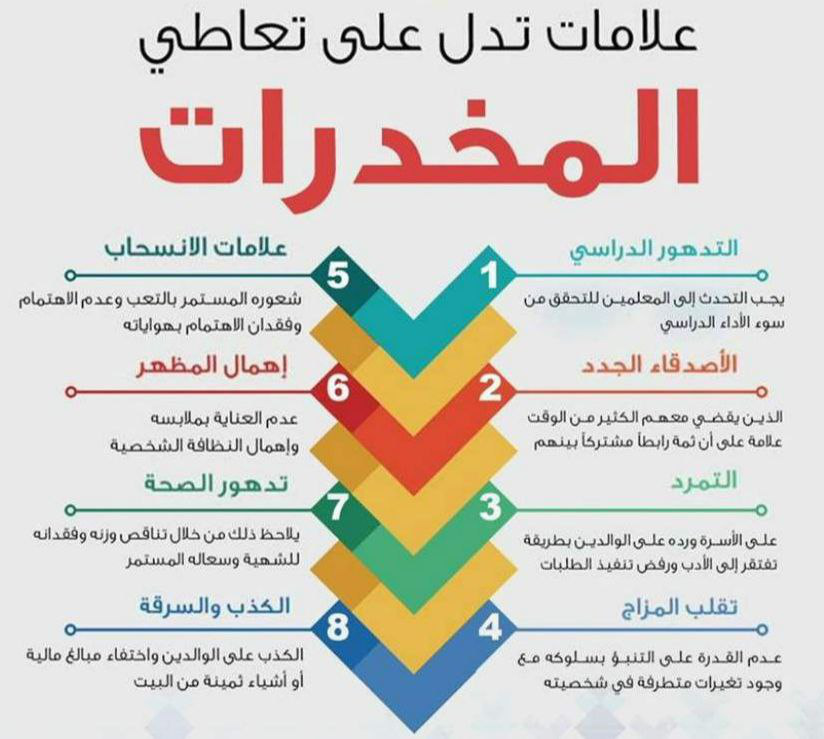 علامات تدل على تعاطي
المخدرات
1
التدهور الدراسي
يجب التحدث إلى المعلمين للتحقق من
سوء الأداء الدراسي
2
الأصدقاء الجدد
الذين يقضي معهم الكثير من الوقت
علامة على أن ثمة رابطاً مشتركاً بينهم
3
التمرد
على الأسرة ورده على الوالدين بطريقة
تفتقر إلى الأدب ورفض تنفيذ الطلبات
4
تقلب المزاج
عدم القدرة على التنبؤ بسلوكه مع
وجود تغيرات متطرفة في شخصيته
5
علامات الانسحاب
شعوره المستمر بالتعب وعدم الاهتمام
وفقدان الاهتمام بهواياته
6
إهمال المظهر
عدم العناية بملابسه
وإهمال النظافة الشخصية
7
تدهور الصحة
يلاحظ ذلك من خلال تناقص وزنه وفقدانه
للشهية وسعاله المستمر
8
الكذب والسرقة
الكذب على الوالدين واختفاء مبالغ مالية
أو أشياء ثمينة من البيت